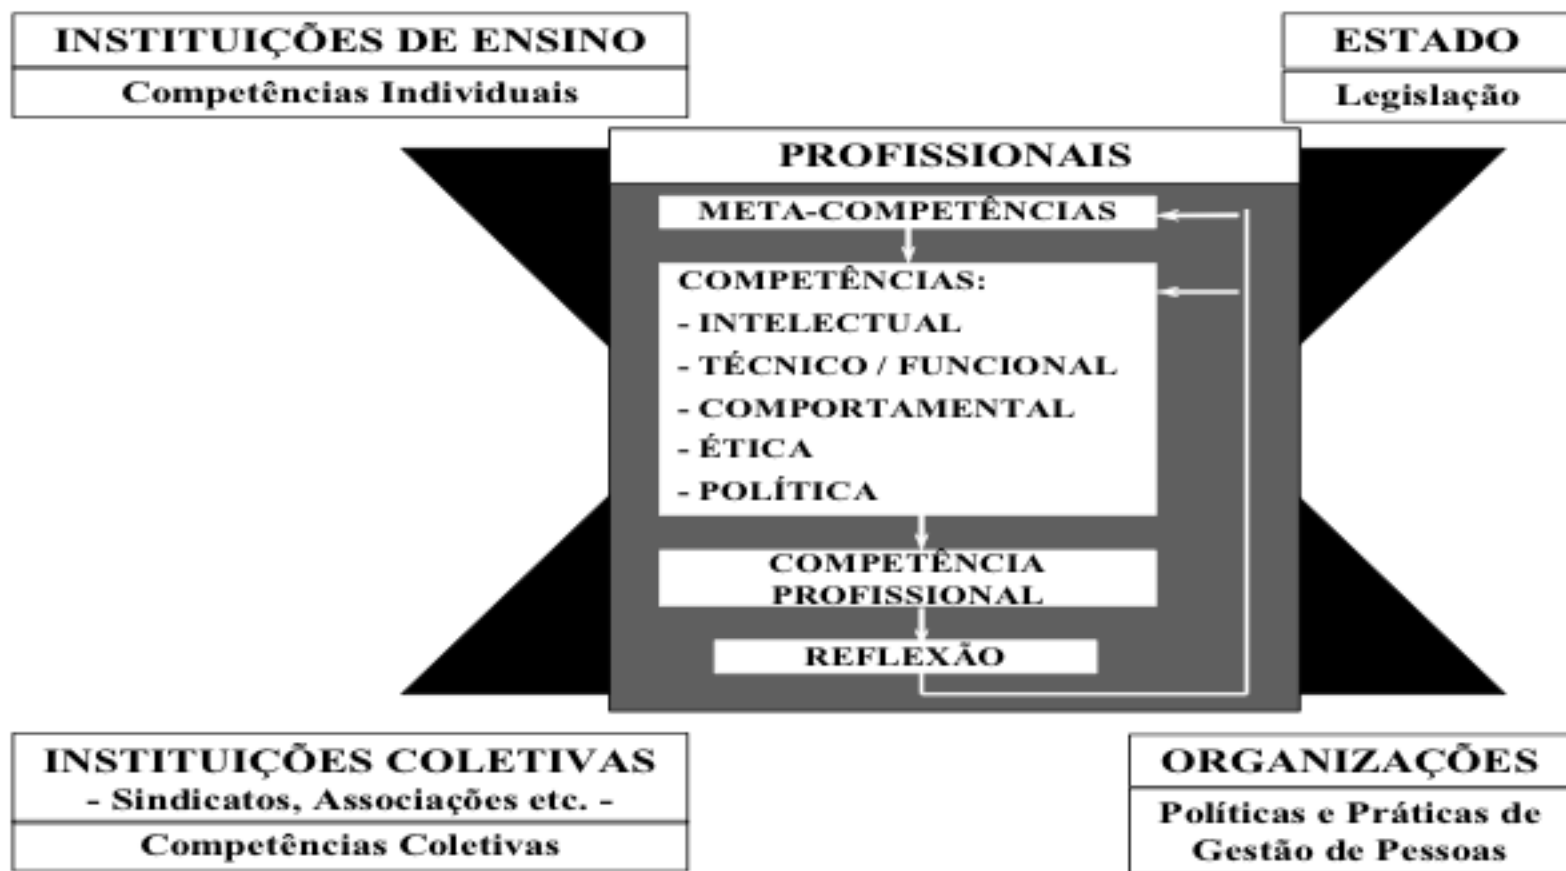 INSTITUIÇÕES DE ENSINO
Competências Individuais
ESTADO
Legislação
PROFISSIONAIS
META-COMPETÊNCIAS
COMPETÊNCIAS:
- INTELECTUAL
- TÉCNICO / FUNCIONAL
- COMPORTAMENTAL
- ÉTICA
- POLÍTICA
COMPETÊNCIA
PROFISSIONAL
REFLEXÃO
INSTITUIÇÕES COLETIVAS
- Sindicatos, Associações etc. -
Competências Coletivas
ORGANIZAÇÕES
Políticas e Práticas de
Gestão de Pessoas